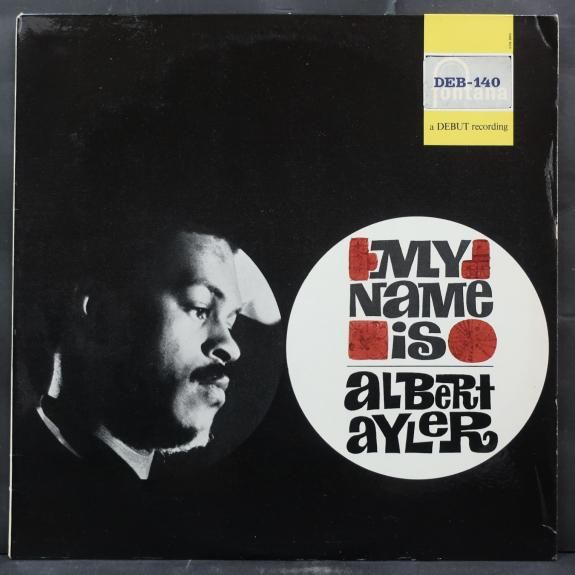 DEB-140
fontana
a DEBUT recording
MY
NAME
iS
ALBERT
AYLER